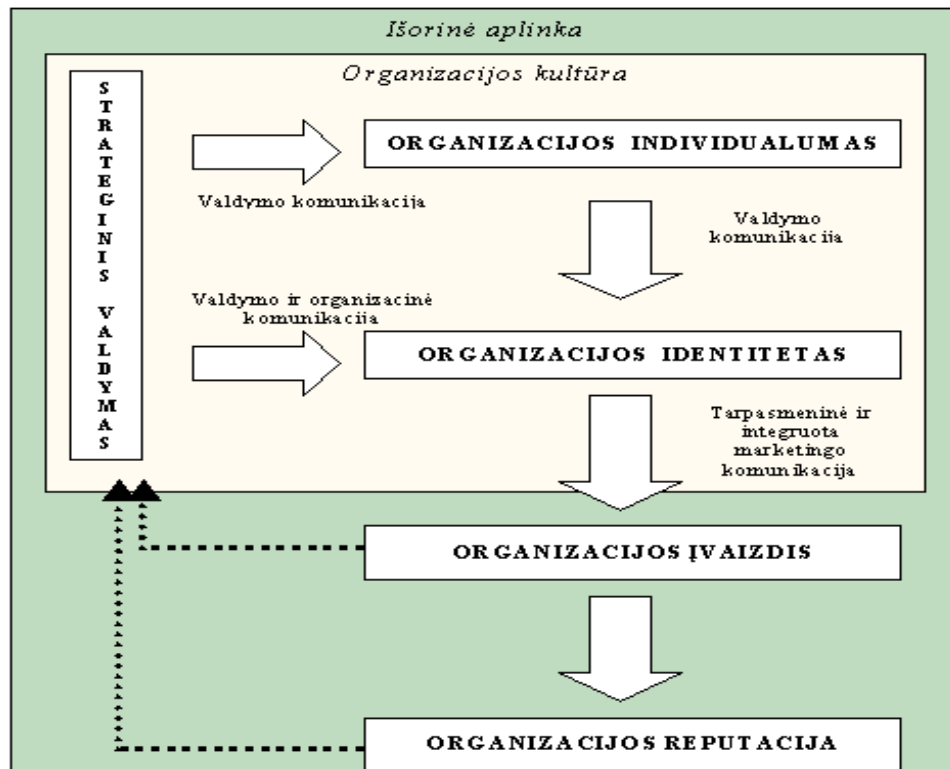 Išorinė aplinka
Organizacijos kultūra
STRATEGINIS VALDYMAS
ORGANIZACIJOS INDIVIDUALUMAS
Valdymo komunikacija
Valdymo
komunikacija
Valdymo ir organizacinė
komunikacija
ORGANIZACIJOS IDENTITETAS
Tarpasmeninė ir
integruota
marketingo
komunikacija
ORGANIZACIJOS ĮVAIZDIS
ORGANIZACIJOS REPUTACIJA